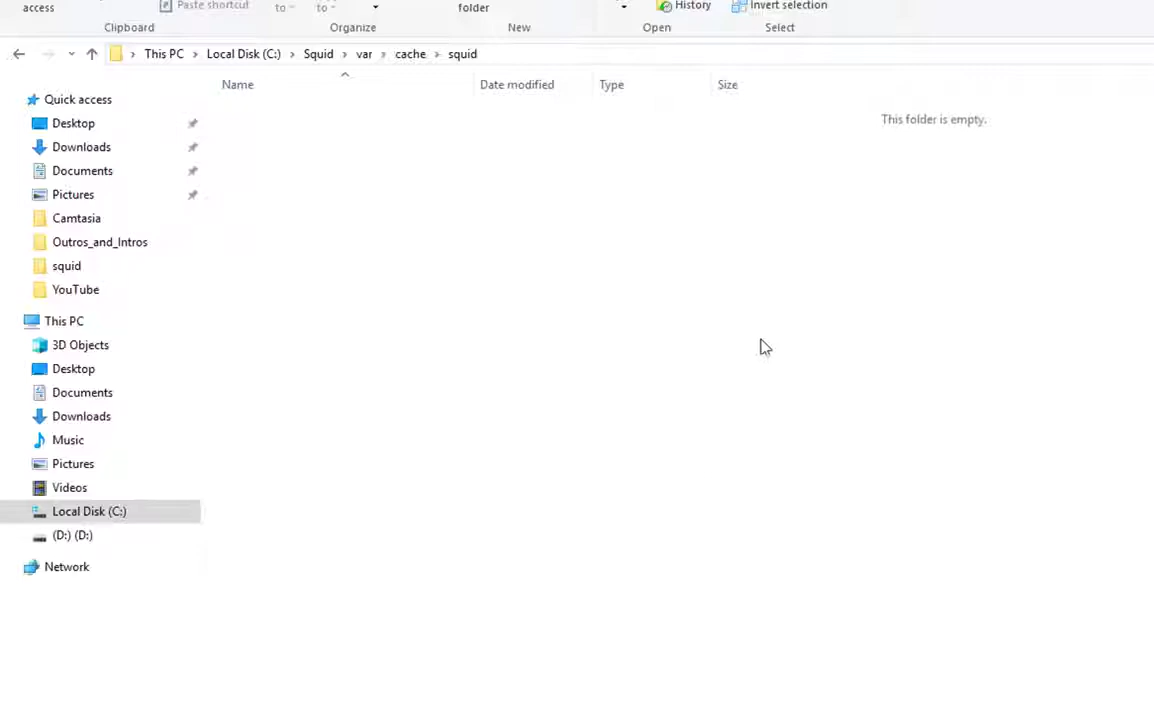 access
Paste shortcut
to
to
folder
History
Invert selection
Clipboard
Organize
New
Open
Select
This PC › Local Disk (C:) › Squid › var › cache › squid
Name
Date modified
Type
Size
This folder is empty.
Quick access
Desktop
Downloads
Documents
Pictures
Camtasia
Outros_and_Intros
squid
YouTube
This PC
3D Objects
Desktop
Documents
Downloads
Music
Pictures
Videos
Local Disk (C:)
(D:) (D:)
Network